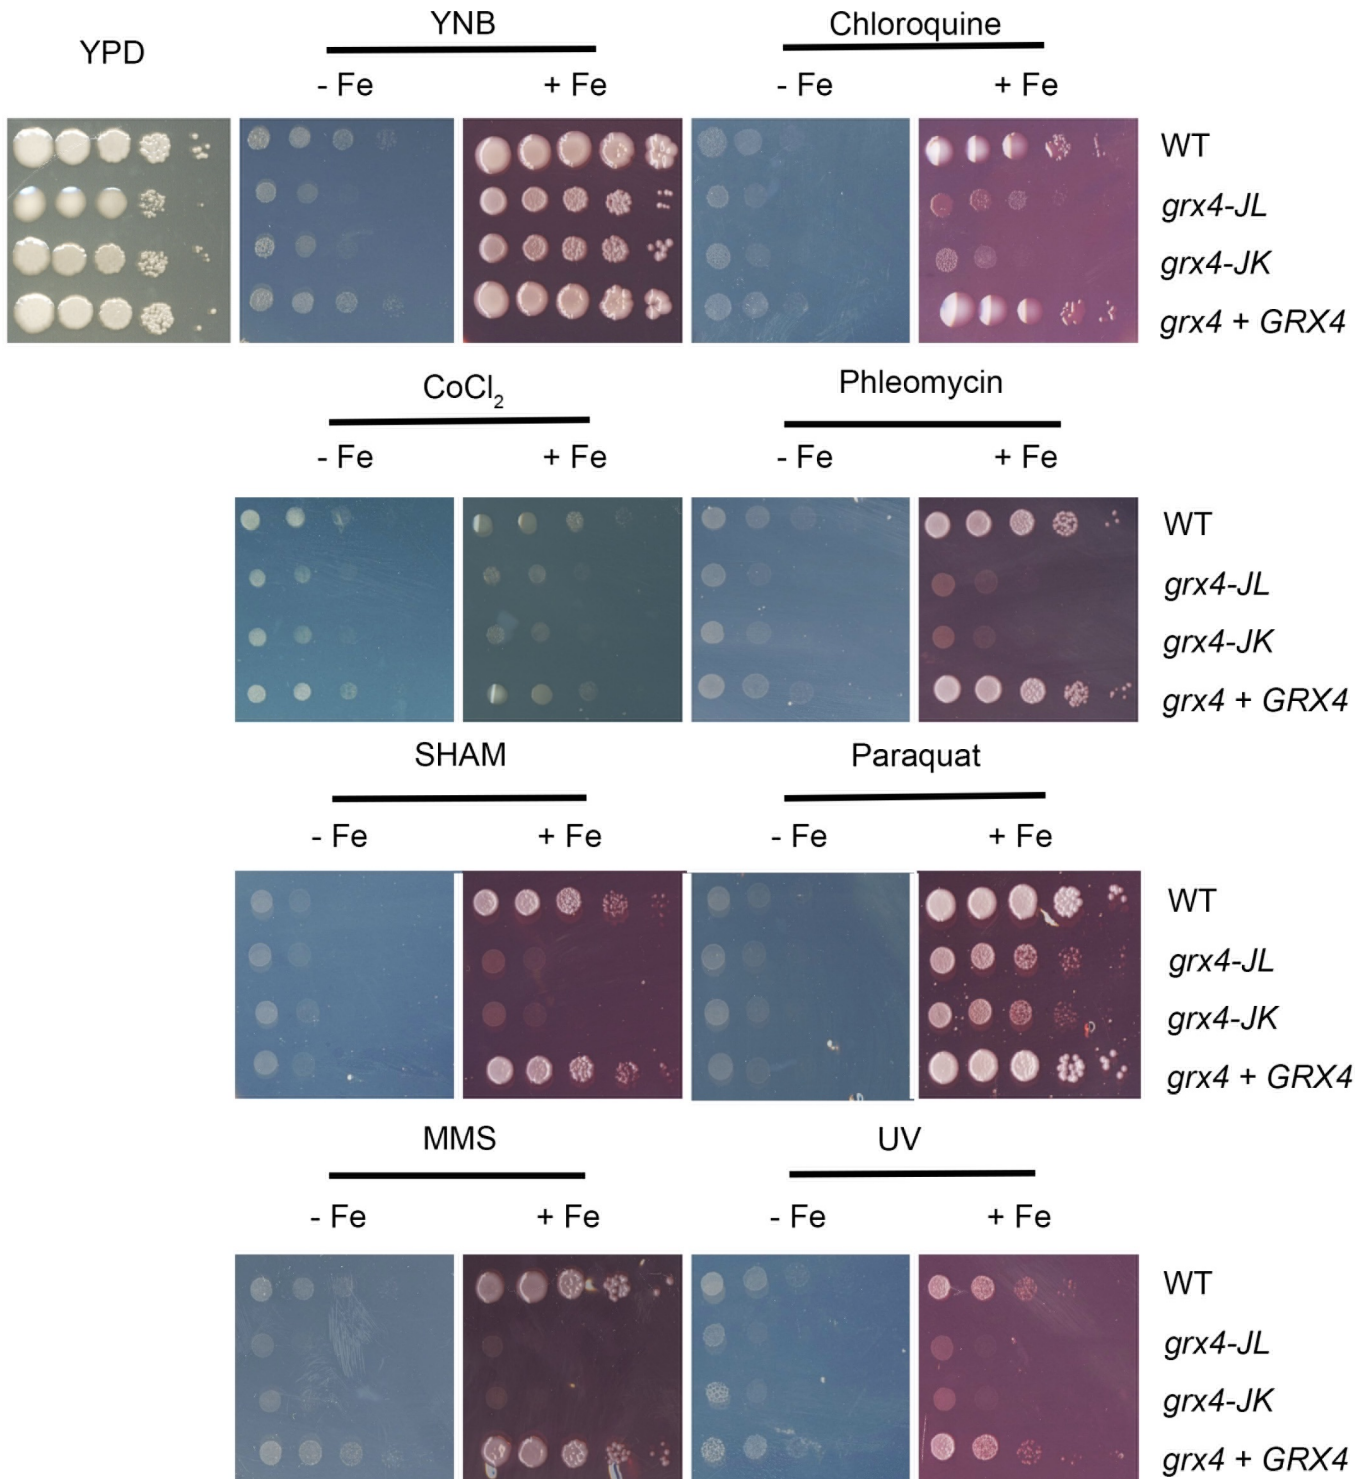 YPD
YNB
Chloroquine
- Fe
+ Fe
- Fe
+ Fe
WT
grx4-JL
grx4-JK
grx4 + GRX4
CoCl2
Phleomycin
- Fe
+ Fe
- Fe
+ Fe
WT
grx4-JL
grx4-JK
grx4 + GRX4
SHAM
Paraquat
- Fe
+ Fe
- Fe
+ Fe
WT
grx4-JL
grx4-JK
grx4 + GRX4
MMS
UV
- Fe
+ Fe
- Fe
+ Fe
WT
grx4-JL
grx4-JK
grx4 + GRX4